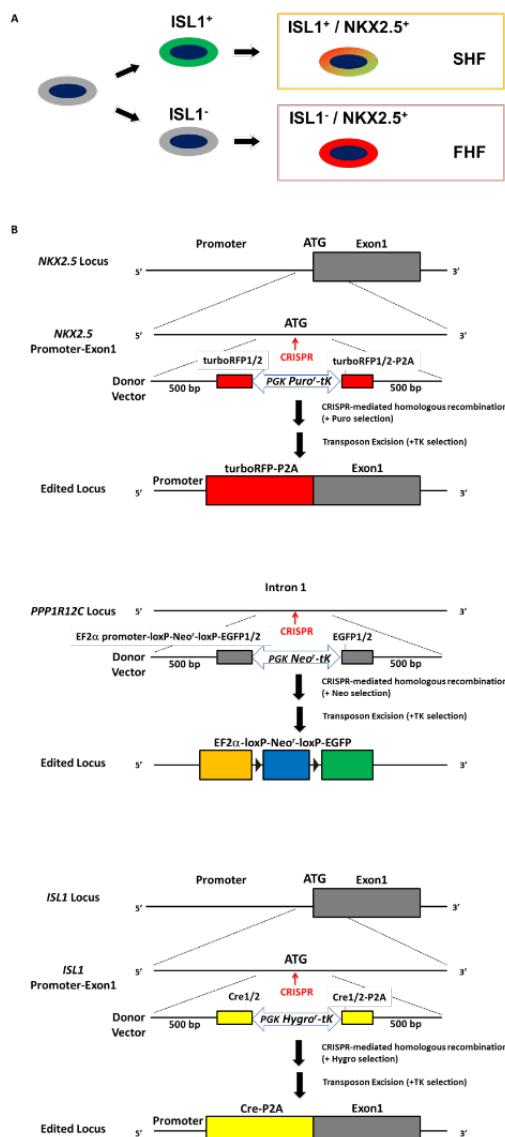 A
ISL1+
ISL1-
ISL1+ / NKX2.5+
SHF
ISL1- / NKX2.5+
FHF
B
Promoter
ATG
Exon1
NKX2.5 Locus
5’
3’
NKX2.5
Promoter-Exon1
ATG
5’
3’
CRISPR
turboRFP1/2
turboRFP1/2-P2A
Donor
Vector
500 bp
PGK Puror-tK
500 bp
CRISPR-mediated homologous recombination
(+ Puro selection)
Transposon Excision (+TK selection)
turboRFP-P2A
Edited Locus
5’
Promoter
Exon1
3’
Intron 1
PPP1R12C Locus
5’
3’
CRISPR
EF2α promoter-loxP-Neor-loxP-EGFP1/2
EGFP1/2
Donor
Vector
500 bp
PGK Neor-tK
500 bp
CRISPR-mediated homologous recombination
(+ Neo selection)
Transposon Excision (+TK selection)
EF2α-loxP-Neor-loxP-EGFP
Edited Locus
5’
3’
Promoter
ATG
Exon1
ISL1 Locus
5’
3’
ISL1
Promoter-Exon1
ATG
5’
3’
CRISPR
Cre1/2
Cre1/2-P2A
Donor
Vector
500 bp
PGK Hygror-tK
500 bp
CRISPR-mediated homologous recombination
(+ Hygro selection)
Transposon Excision (+TK selection)
Cre-P2A
Edited Locus
5’
Promoter
Exon1
3’